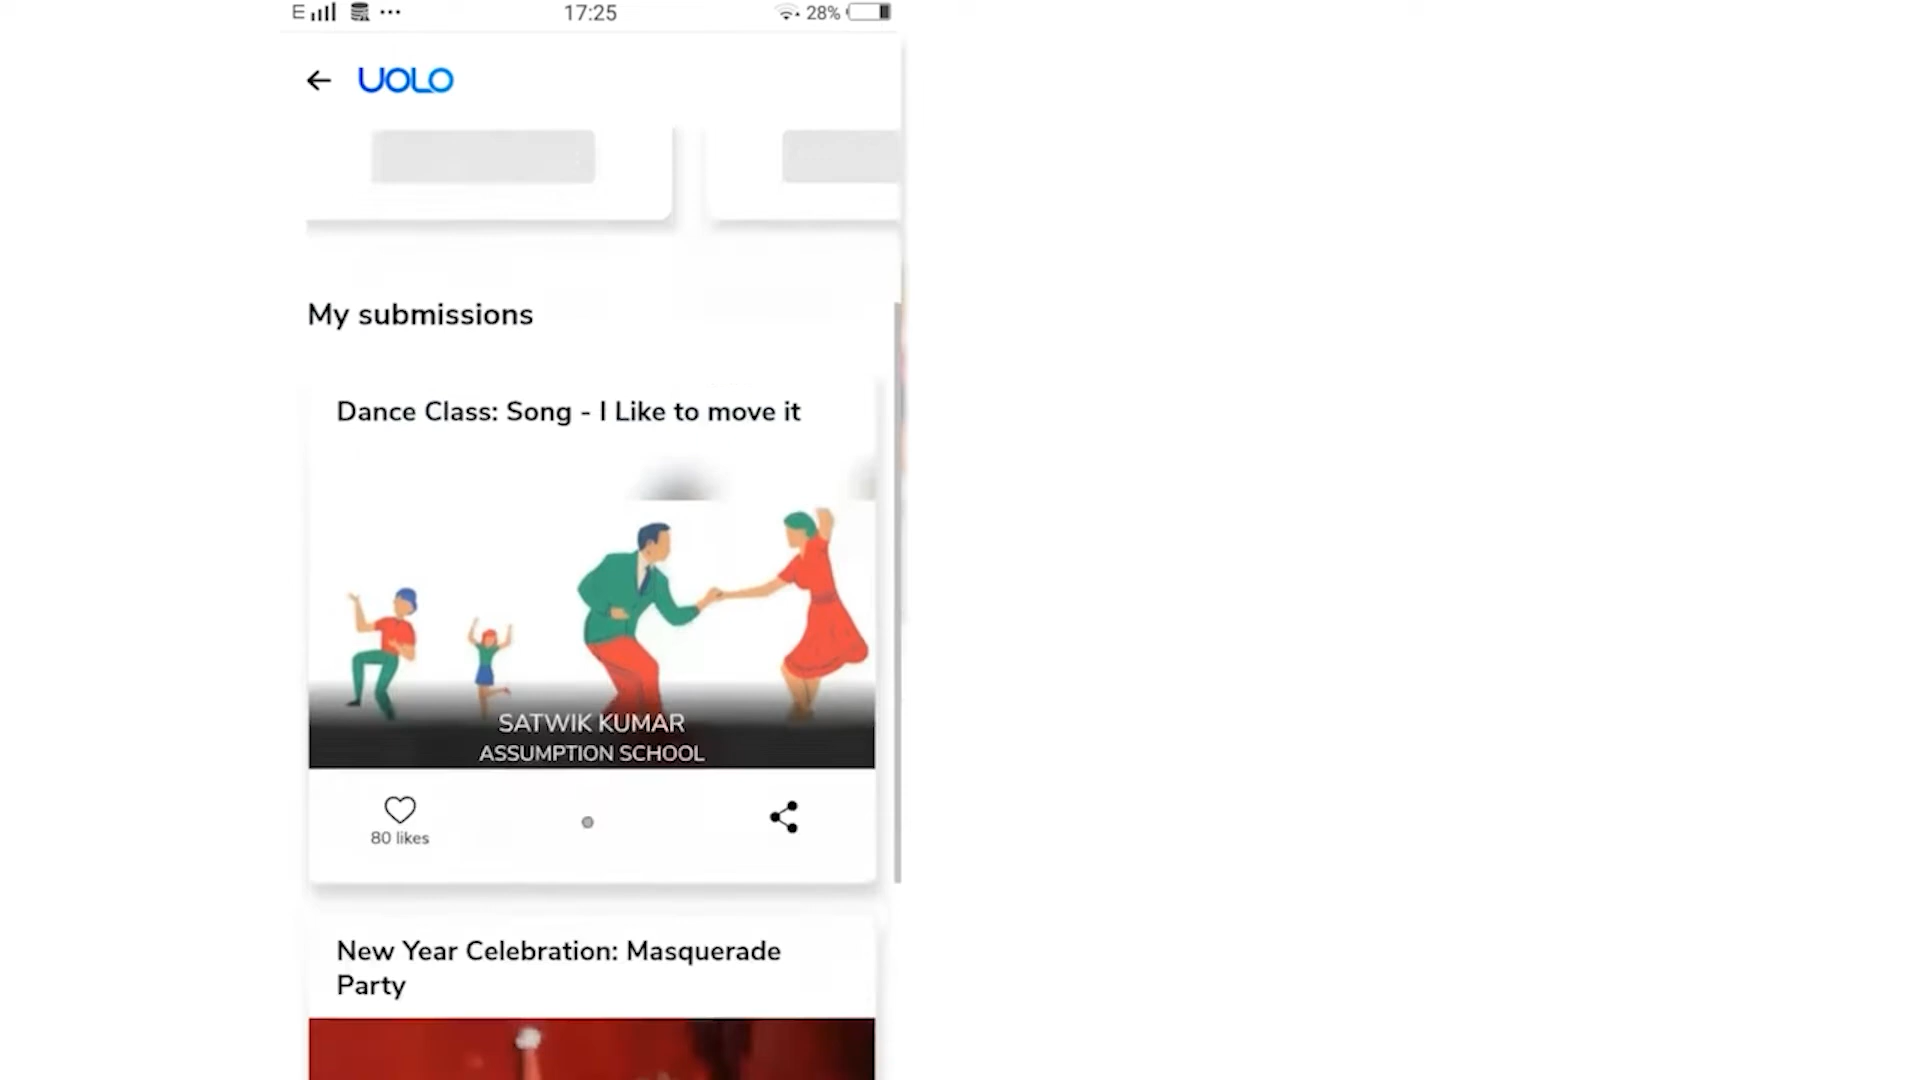 E 17:25 28%
UOLO
My submissions
Dance Class: Song - I Like to move it
SATWIK KUMAR
ASSUMPTION SCHOOL
80 likes
New Year Celebration: Masquerade
Party